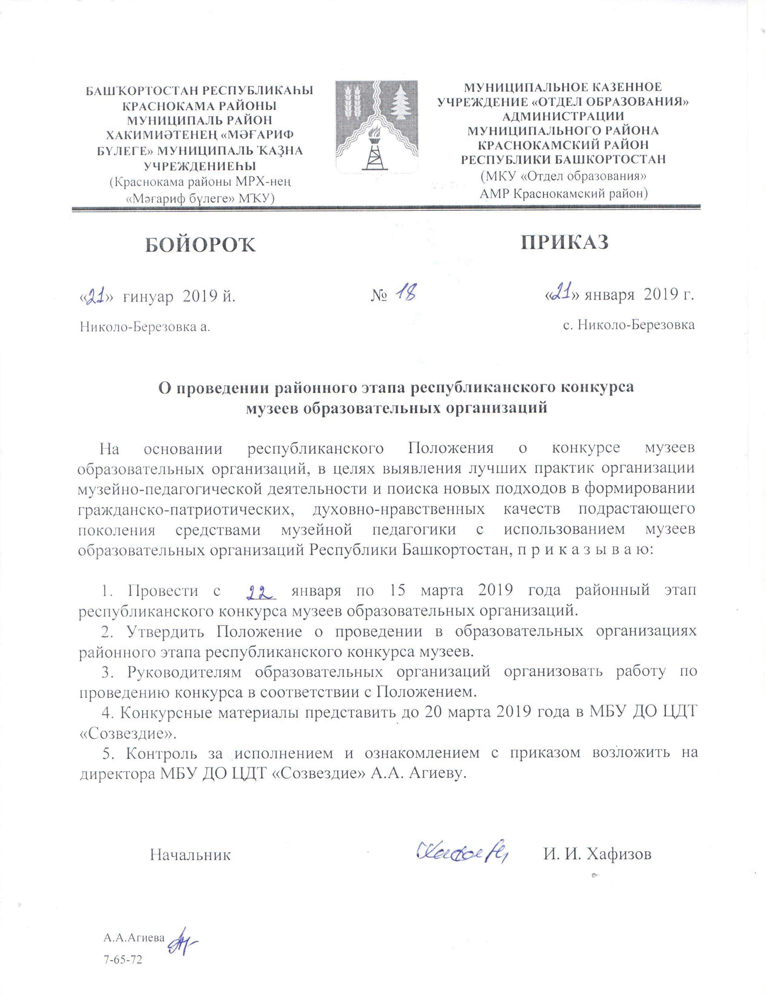 БАШҠОРТОСТАН РЕСПУБЛИКАҺЫ
КРАСНОКАМА РАЙОНЫ
МУНИЦИПАЛЬ РАЙОН
ХАКИМИӘТЕНЕҢ «МӘҒАРИФ
БҮЛЕГЕ» МУНИЦИПАЛЬ ҠАҘНА
УЧРЕЖДЕНИЕҺЫ
(Краснокама районы МРХ-нең
«Мәғариф бүлеге» МҠУ)
МУНИЦИПАЛЬНОЕ КАЗЕННОЕ
УЧРЕЖДЕНИЕ «ОТДЕЛ ОБРАЗОВАНИЯ»
АДМИНИСТРАЦИИ
МУНИЦИПАЛЬНОГО РАЙОНА
КРАСНОКАМСКИЙ РАЙОН
РЕСПУБЛИКИ БАШКОРТОСТАН
(МКУ «Отдел образования»
АМР Краснокамский район)
БОЙОРОҠ ПРИКАЗ
«21» ғинуар 2019 й. № 18 «21» января 2019 г.
Николо-Березовка а. с. Николо-Березовка
О проведении районного этапа республиканского конкурса
музеев образовательных организаций
На основании республиканского Положения о конкурсе музеев
образовательных организаций, в целях выявления лучших практик организации
музейно-педагогической деятельности и поиска новых подходов в формировании
гражданско-патриотических, духовно-нравственных качеств подрастающего
поколения средствами музейной педагогики с использованием музеев
образовательных организаций Республики Башкортостан, п р и к а з ы в а ю:
1. Провести с 22 января по 15 марта 2019 года районный этап
республиканского конкурса музеев образовательных организаций.
2. Утвердить Положение о проведении в образовательных организациях
районного этапа республиканского конкурса музеев.
3. Руководителям образовательных организаций организовать работу по
проведению конкурса в соответствии с Положением.
4. Конкурсные материалы представить до 20 марта 2019 года в МБУ ДО ЦДТ
«Созвездие».
5. Контроль за исполнением и ознакомлением с приказом возложить на
директора МБУ ДО ЦДТ «Созвездие» А.А. Агиеву.
Начальник И. И. Хафизов
А.А.Агиева
7-65-72